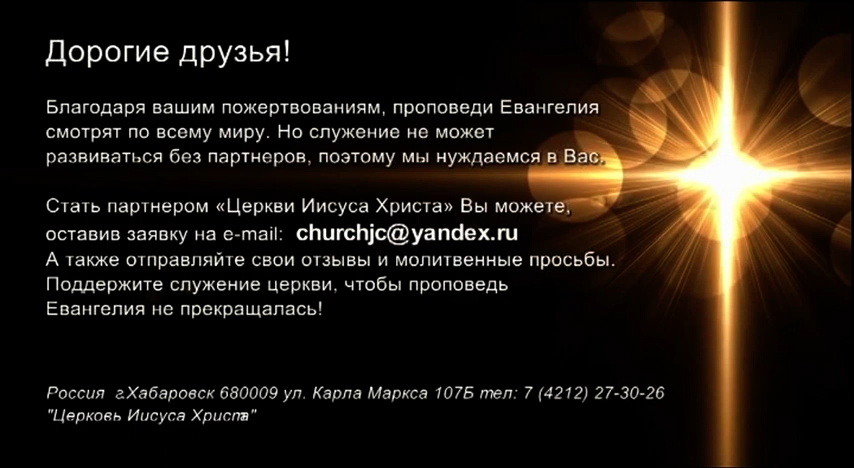 Дорогие друзья!
Благодаря вашим пожертвованиям, проповеди Евангелия
смотрят по всему миру. Но служение не может
развиваться без партнеров, поэтому мы нуждаемся в Вас.
Стать партнером «Церкви Иисуса Христа» Вы можете,
оставив заявку на e-mail: churchjc@yandex.ru
А также отправляйте свои отзывы и молитвенные просьбы.
Поддержите служение церкви, чтобы проповедь
Евангелия не прекращалась!
Россия г.Хабаровск 680009 ул. Карла Маркса 107Б тел: 7 (4212) 27-30-26
"Церковь Иисуса Христа"